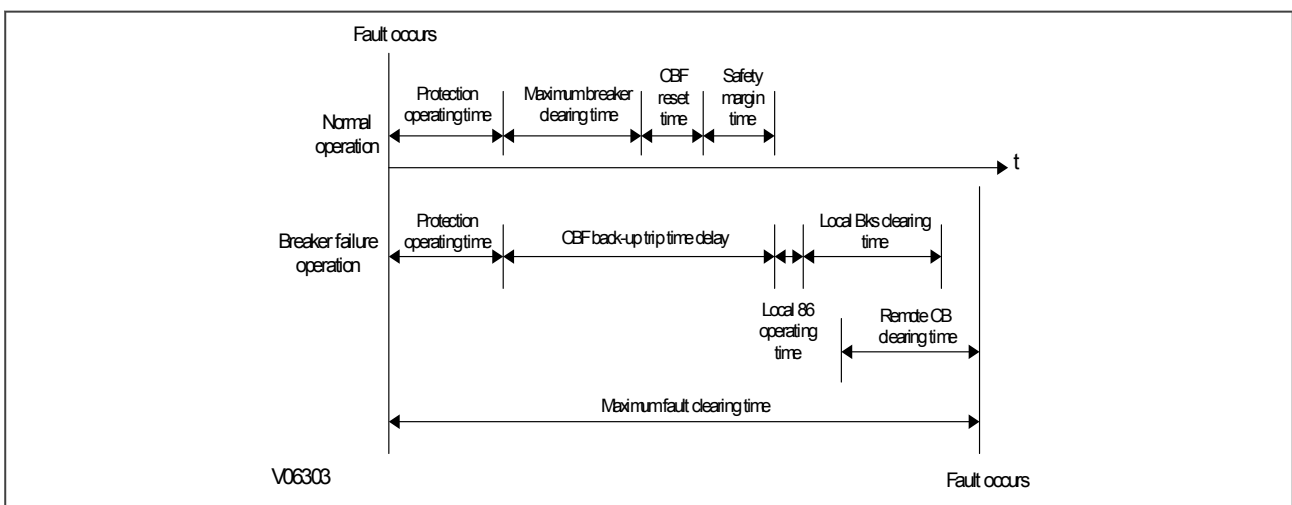 Fault occurs
Normal
operation
Protection
operating time
Maximum breaker
clearing time
CBF
reset
time
Safety
margin
time
t
Breaker failure
operation
Protection
operating time
CBF back-up trip time delay
Local 86
operating
time
Local Bks clearing
time
Remote CB
clearing time
Maximum fault clearing time
V06303
Fault occurs